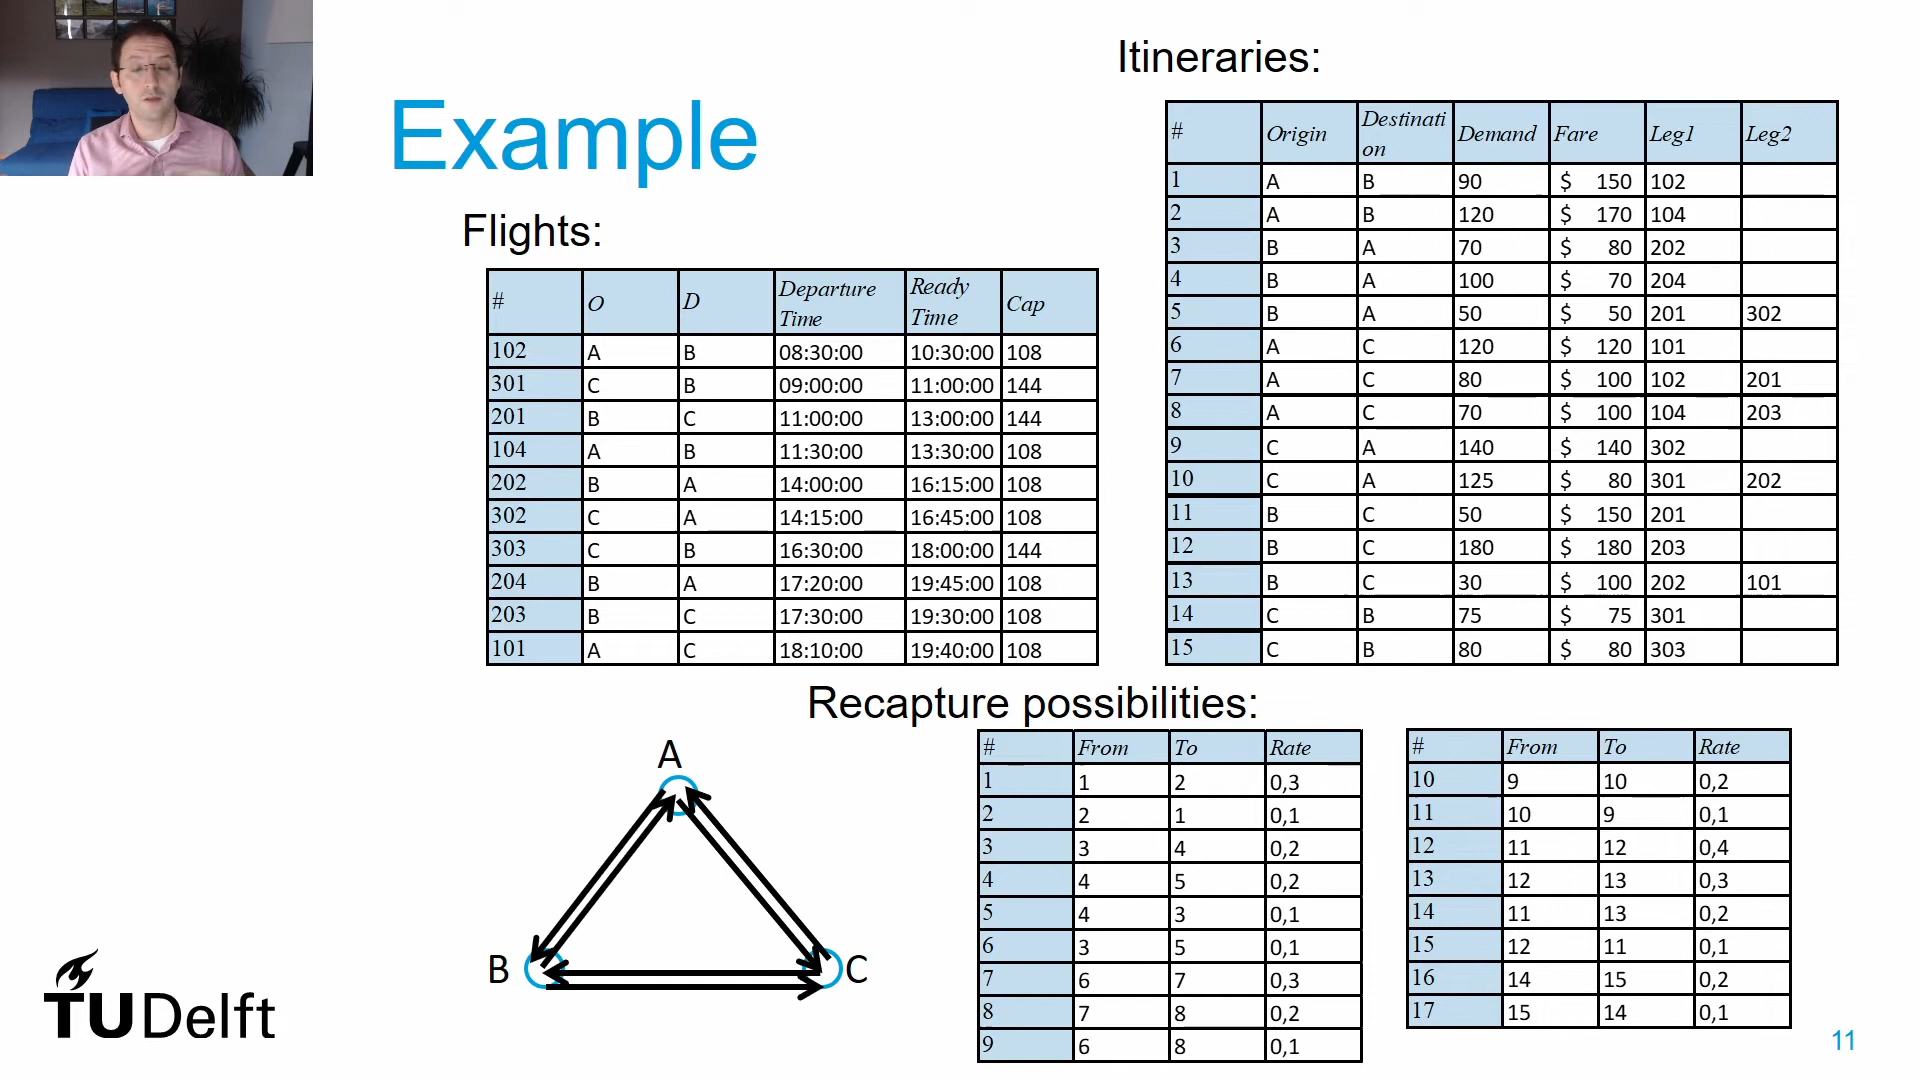 Example
Flights:
# O D Departure Time Ready Time Cap
102 A B 08:30:00 10:30:00 108
301 C B 09:00:00 11:00:00 144
201 B C 11:00:00 13:00:00 144
104 A B 11:30:00 13:30:00 108
202 B A 14:00:00 16:15:00 108
302 C A 14:15:00 16:45:00 108
303 C B 16:30:00 18:00:00 144
204 B A 17:20:00 19:45:00 108
203 B C 17:30:00 19:30:00 108
101 A C 18:10:00 19:40:00 108
Itineraries:
# Origin Destinati on Demand Fare Leg1 Leg2
1 A B 90 $ 150 102
2 A B 120 $ 170 104
3 B A 70 $ 80 202
4 B A 100 $ 70 204
5 B A 50 $ 50 201 302
6 A C 120 $ 120 101
7 A C 80 $ 100 102 201
8 A C 70 $ 100 104 203
9 C A 140 $ 140 302
10 C A 125 $ 80 301 202
11 B C 50 $ 150 201
12 B C 180 $ 180 203
13 B C 30 $ 100 202 101
14 C B 75 $ 75 301
15 C B 80 $ 80 303
Recapture possibilities:
# From To Rate
1 1 2 0,3
2 2 1 0,1
3 3 4 0,2
4 4 5 0,2
5 4 3 0,1
6 3 5 0,1
7 6 7 0,3
8 7 8 0,2
9 6 8 0,1
# From To Rate
10 9 10 0,2
11 10 9 0,1
12 11 12 0,4
13 12 13 0,3
14 11 13 0,2
15 12 11 0,1
16 14 15 0,2
17 15 14 0,1
A
B
C
TUDelft
11